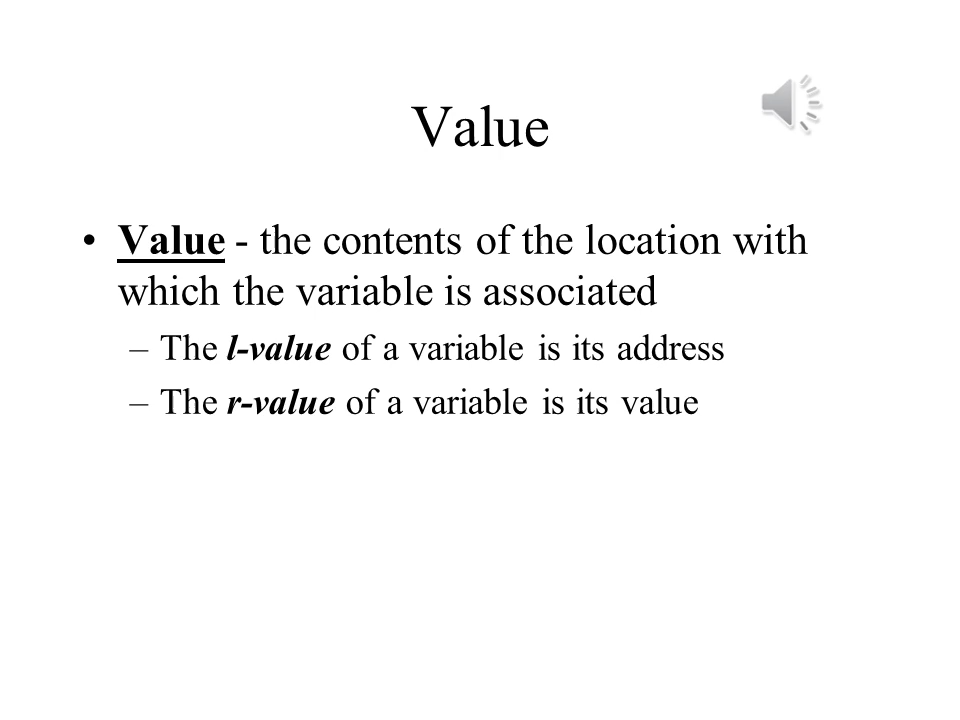 Value
• Value - the contents of the location with
which the variable is associated
– The l-value of a variable is its address
– The r-value of a variable is its value